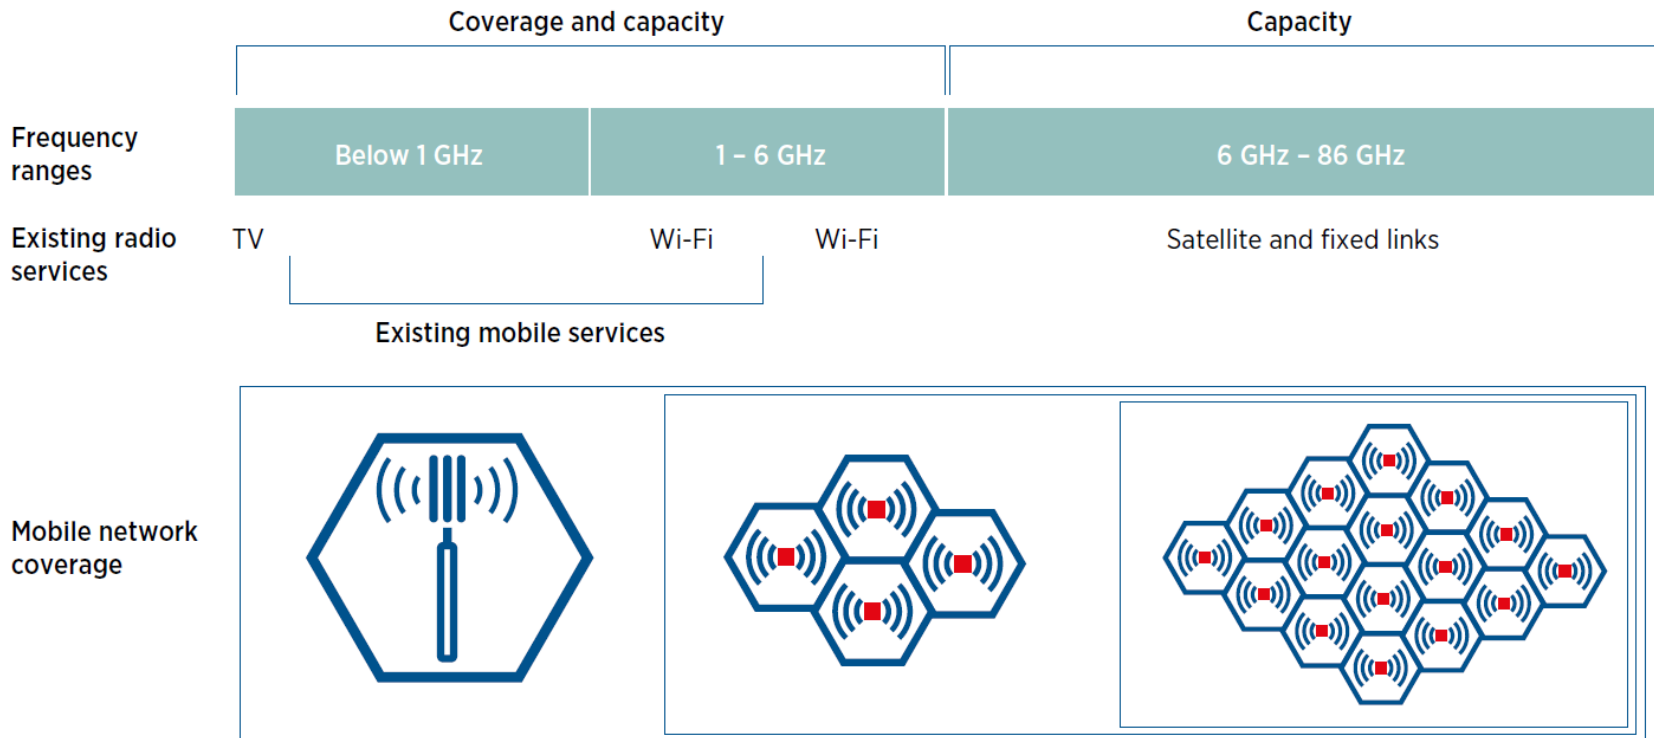 Coverage and capacity
Capacity
Frequency
ranges
Below 1 GHz
1 – 6 GHz
6 GHz – 86 GHz
Existing radio
services
TV
Wi-Fi
Wi-Fi
Satellite and fixed links
Existing mobile services
Mobile network
coverage